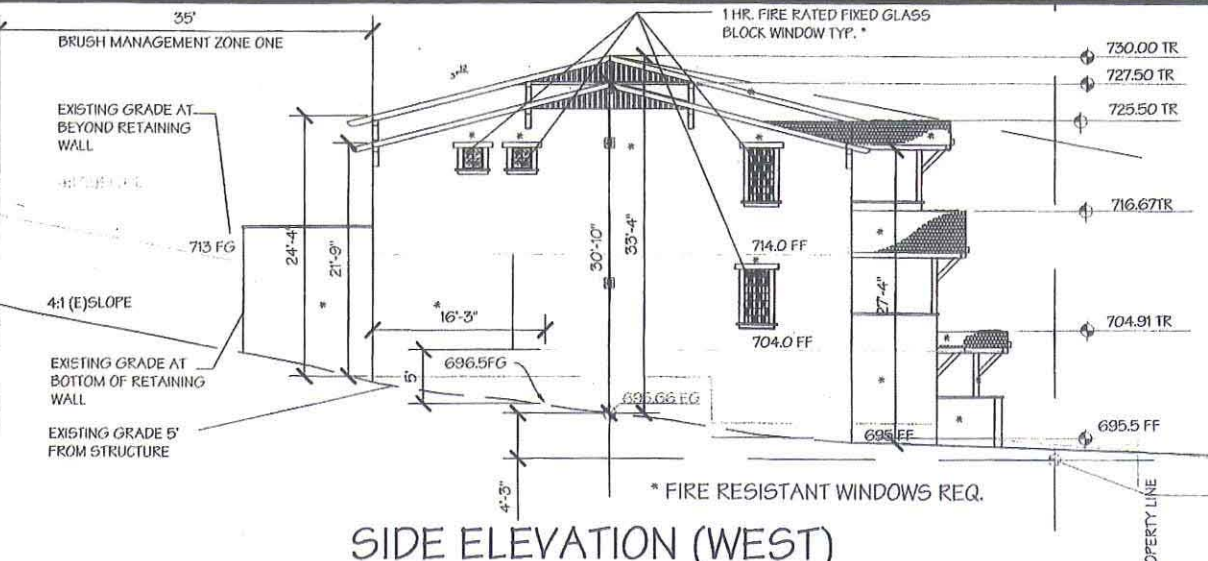 35'
BRUSH MANAGEMENT ZONE ONE
1 HR. FIRE RATED FIXED GLASS
BLOCK WINDOW TYP. *
730.00 TR
727.50 TR
725.50 TR
716.67TR
704.91 TR
695.5 FF
EXISTING GRADE AT
BEYOND RETAINING
WALL
713 FG
4:1 (E)SLOPE
EXISTING GRADE AT
BOTTOM OF RETAINING
WALL
EXISTING GRADE 5'
FROM STRUCTURE
24'-4"
21'-9"
16'-3"
5'
696.5FG
4'-3"
30'-10"
33'-4"
695.66 EG
714.0 FF
704.0 FF
27'-4"
695 FF
* FIRE RESISTANT WINDOWS REQ.
SIDE ELEVATION (WEST)
OPERTY LINE